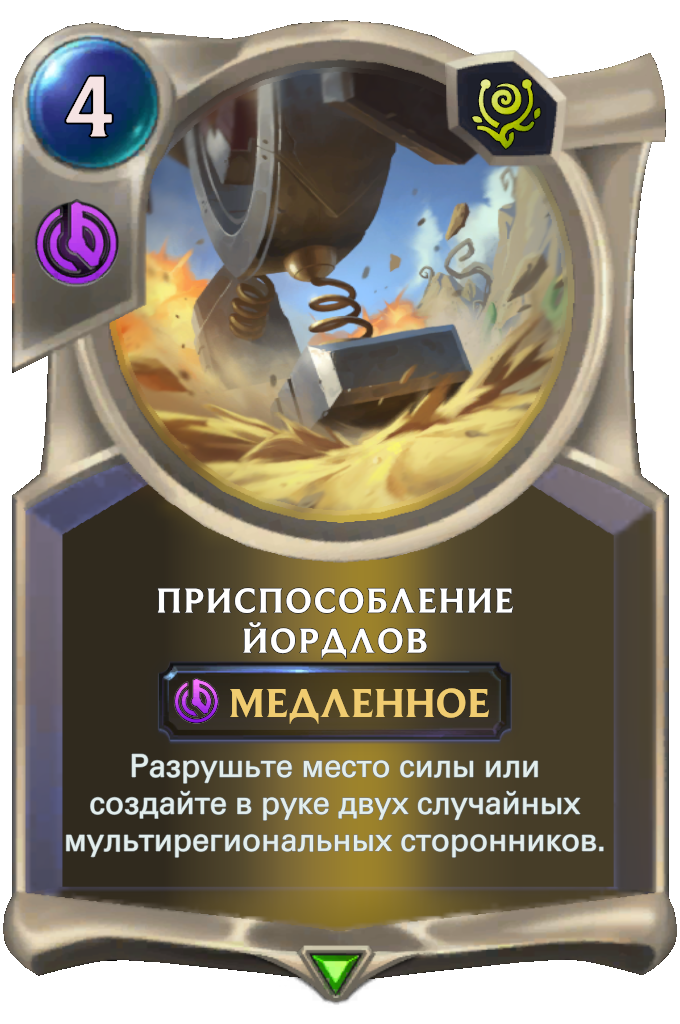 4
ПРИСПОСОБЛЕНИЕ
ЙОРДЛОВ
МЕДЛЕННОЕ
Разрушьте место силы или
создайте в руке двух случайных
мультирегиональных сторонников.